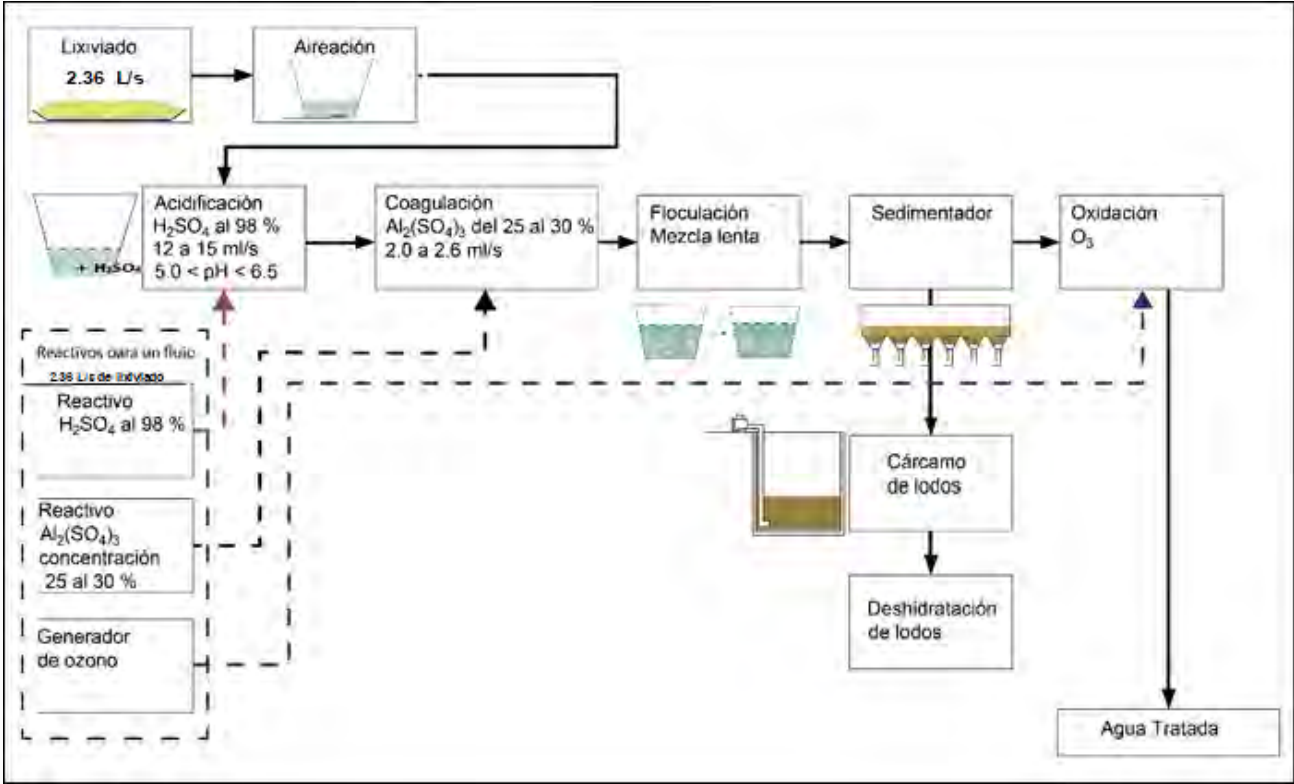 Lixiviado
2.36 L/s
Aireación
+ H₂SO₄
Acidificación
H₂SO₄ al 98 %
12 a 15 ml/s
5.0 < pH < 6.5
Coagulación
Al₂(SO₄)₃ del 25 al 30 %
2.0 a 2.6 ml/s
Floculación
Mezcla lenta
Sedimentador
Oxidación
O₃
Reactivos para un flujo
2.36 L/s de lixiviado
Reactivo
H₂SO₄ al 98 %
Reactivo
Al₂(SO₄)₃
concentración
25 al 30 %
Generador
de ozono
Cárcamo
de lodos
Deshidratación
de lodos
Agua Tratada